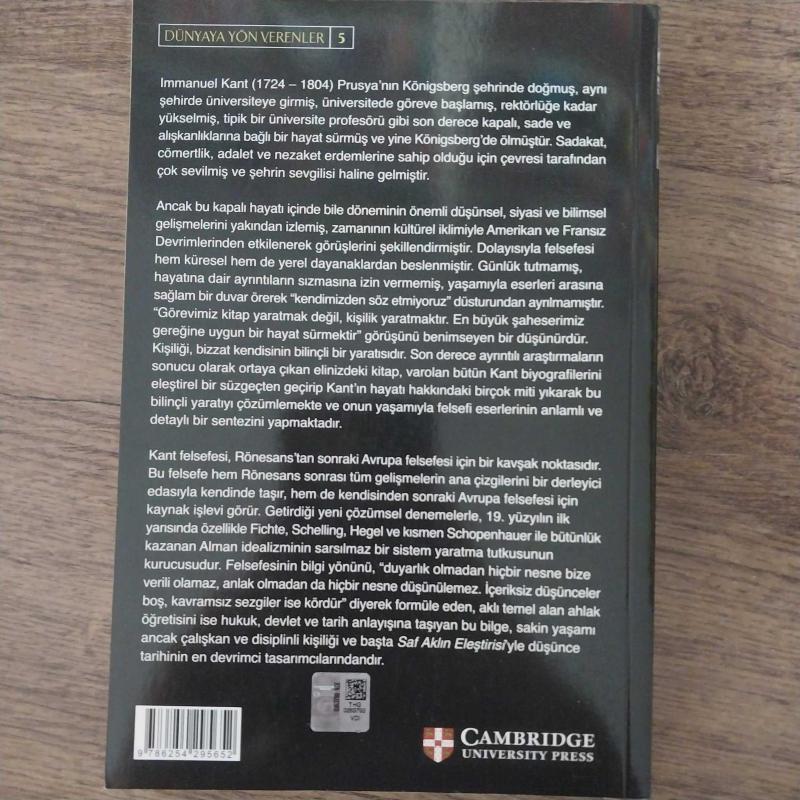 DÜNYAYA YÖN VERENLER 5
Immanuel Kant (1724 – 1804) Prusya'nın Königsberg şehrinde doğmuş, aynı
şehirde üniversiteye girmiş, üniversitede göreve başlamış, rektörlüğe kadar
yükselmiş, tipik bir üniversite profesörü gibi son derece kapalı, sade ve
alışkanlıklarına bağlı bir hayat sürmüş ve yine Königsberg'de ölmüştür. Sadakat,
cömertlik, adalet ve nezaket erdemlerine sahip olduğu için çevresi tarafından
çok sevilmiş ve şehrin sevgilisi haline gelmiştir.
Ancak bu kapalı hayatı içinde bile döneminin önemli düşünsel, siyasi ve bilimsel
gelişmelerini yakından izlemiş, zamanının kültürel iklimiyle Amerikan ve Fransız
Devrimlerinden etkilenerek görüşlerini şekillendirmiştir. Dolayısıyla felsefesi
hem küresel hem de yerel dayanaklardan beslenmiştir. Günlük tutmamış,
hayatına dair ayrıntıların sızmasına izin vermemiş, yaşamıyla eserleri arasına
sağlam bir duvar örerek "kendimizden söz etmiyoruz" düsturundan ayrılmamıştır.
"Görevimiz kitap yaratmak değil, kişilik yaratmaktır. En büyük şaheserimiz
gereğine uygun bir hayat sürmektir" görüşünü benimseyen bir düşünürdür.
Kişiliği, bizzat kendisinin bilinçli bir yaratısıdır. Son derece ayrıntılı araştırmaların
sonucu olarak ortaya çıkan elinizdeki kitap, varolan bütün Kant biyografilerini
eleştirel bir süzgeçten geçirip Kant'ın hayatı hakkındaki birçok miti yıkarak bu
bilinçli yaratıyı çözümlemekte ve onun yaşamıyla felsefi eserlerinin anlamlı ve
detaylı bir sentezini yapmaktadır.
Kant felsefesi, Rönesans'tan sonraki Avrupa felsefesi için bir kavşak noktasıdır.
Bu felsefe hem Rönesans sonrası tüm gelişmelerin ana çizgilerini bir derleyici
edasıyla kendinde taşır, hem de kendisinden sonraki Avrupa felsefesi için
kaynak işlevi görür. Getirdiği yeni çözümsel denemelerle, 19. yüzyılın ilk
yarısında özellikle Fichte, Schelling, Hegel ve kısmen Schopenhauer ile bütünlük
kazanan Alman idealizminin sarsılmaz bir sistem yaratma tutkusunun
kurucusudur. Felsefesinin bilgi yönünü, "duyarlık olmadan hiçbir nesne bize
verili olamaz, anlak olmadan da hiçbir nesne düşünülemez. İçeriksiz düşünceler
boş, kavramsız sezgiler ise kördür" diyerek formüle eden, aklı temel alan ahlak
öğretisini ise hukuk, devlet ve tarih anlayışına taşıyan bu bilge, sakin yaşamı
ancak çalışkan ve disiplinli kişiliği ve başta Saf Aklın Eleştirisi'yle düşünce
tarihinin en devrimci tasarımcılarındandır.
THG
VDI
9 786254 295652
CAMBRIDGE
UNIVERSITY PRESS